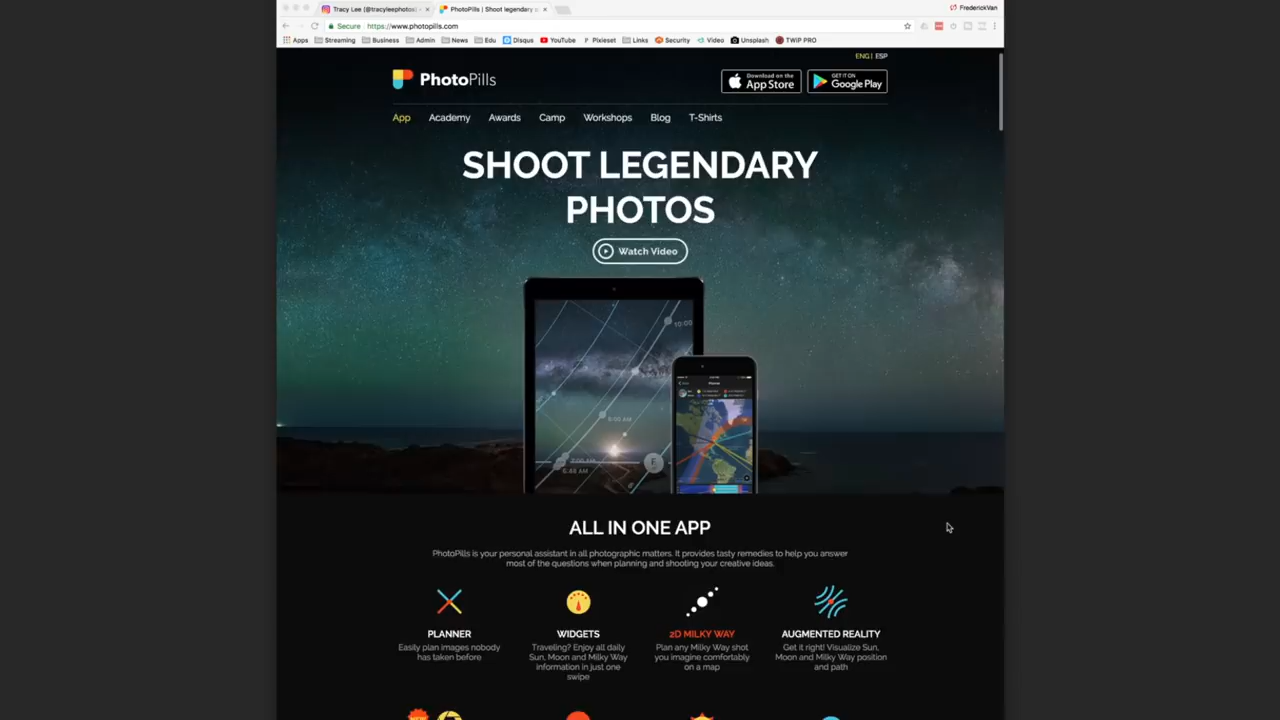 Tracy Lee (@tracyleephotos)
PhotoPills | Shoot legendary p
FrederickVan
Secure
https://www.photopills.com
Apps
Streaming
Business
Admin
News
Edu
Disqus
YouTube
Pixieset
Links
Security
Video
Unsplash
TWiP PRO
ENG | ESP
PhotoPills
Download on the
App Store
GET IT ON
Google Play
App
Academy
Awards
Camp
Workshops
Blog
T-Shirts
SHOOT LEGENDARY
PHOTOS
Watch Video
10:00
ALL IN ONE APP
PhotoPills is your personal assistant in all photographic matters. It provides tasty remedies to help you answer
most of the questions when planning and shooting your creative ideas.
PLANNER
Easily plan images nobody
has taken before
WIDGETS
Traveling? Enjoy all daily
Sun, Moon and Milky Way
information in just one
swipe
2D MILKY WAY
Plan any Milky Way shot
you imagine comfortably
on a map
AUGMENTED REALITY
Get it right! Visualize Sun,
Moon and Milky Way position
and path